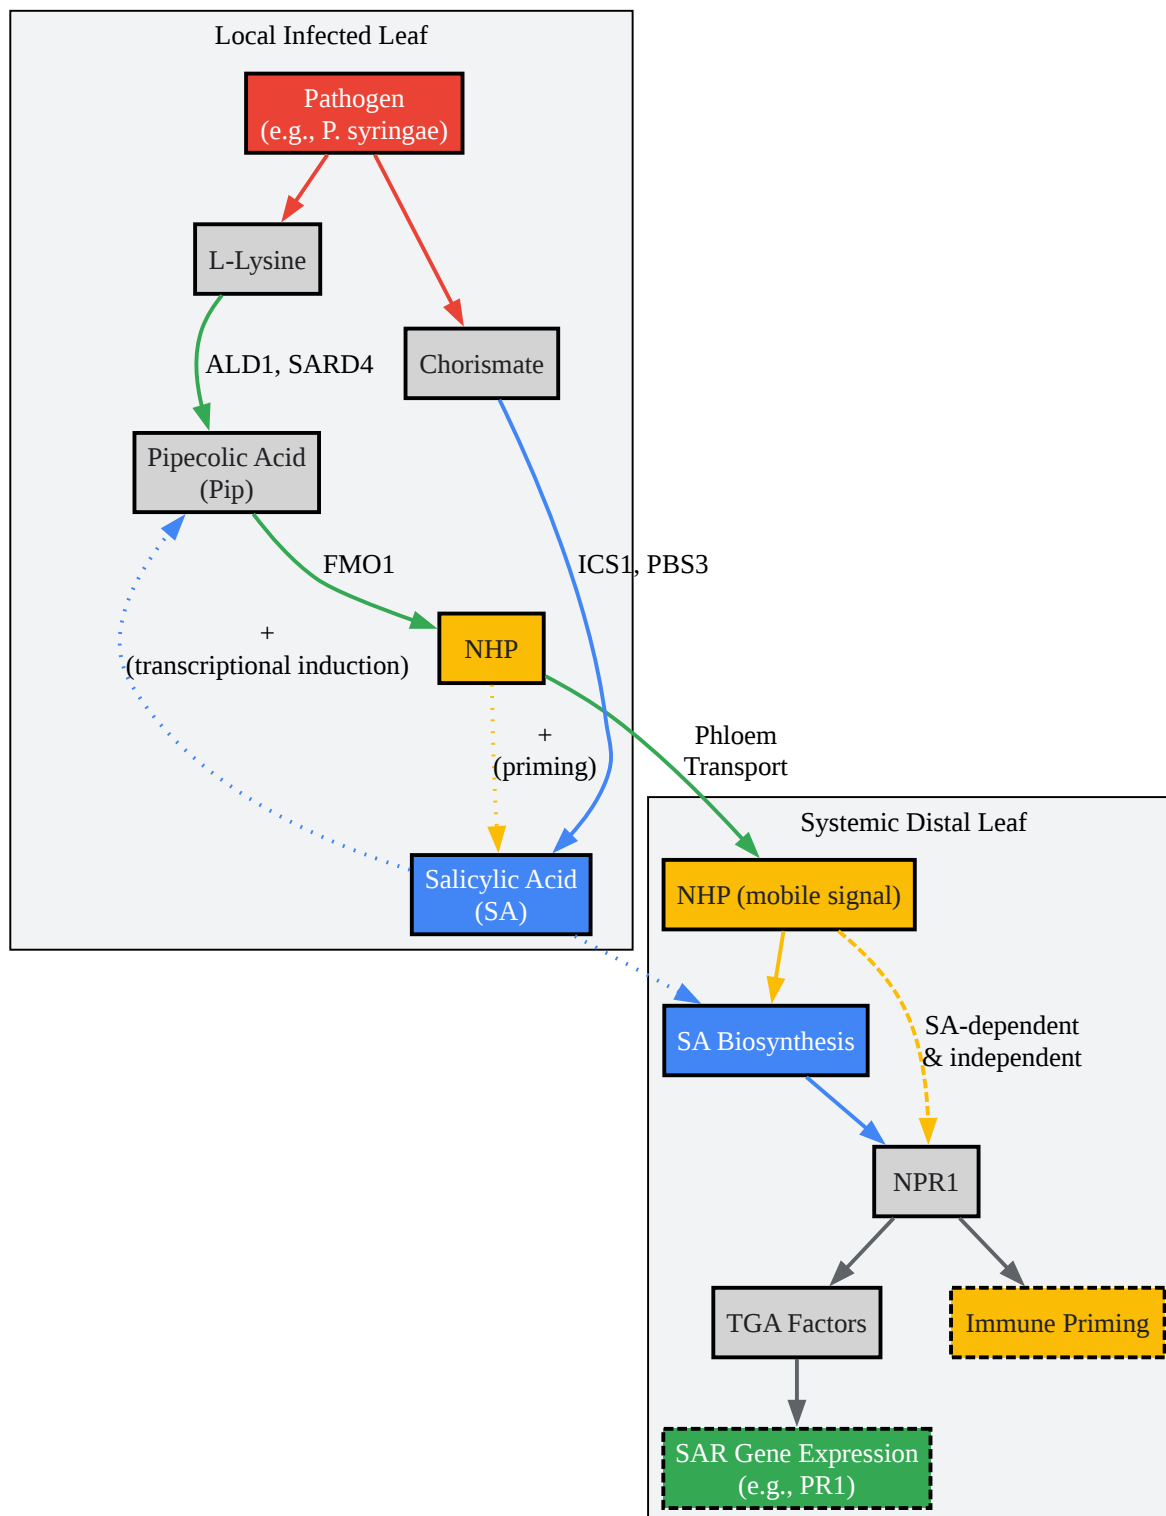 Local Infected Leaf
Pathogen
(e.g., P. syringae)
L-Lysine
ALD1, SARD4
Chorismate
Pipecolic Acid
(Pip)
FMO1
ICS1, PBS3
+
(transcriptional induction)
NHP
+
(priming)
Phloem
Transport
Salicylic Acid
(SA)
Systemic Distal Leaf
NHP (mobile signal)
SA Biosynthesis
SA-dependent
& independent
NPR1
TGA Factors
Immune Priming
SAR Gene Expression
(e.g., PR1)